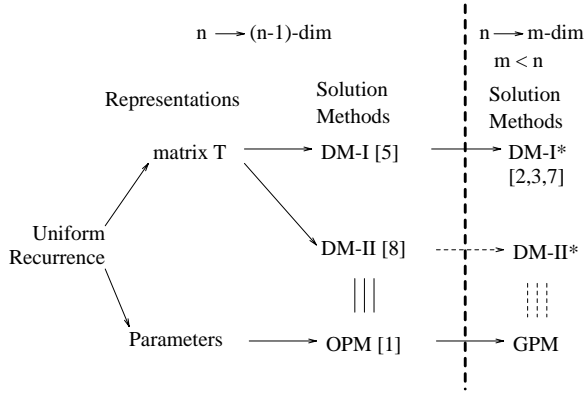 n → (n-1)-dim
n → m-dim
m < n
Representations
Solution
Methods
Solution
Methods
matrix T
DM-I [5]
DM-I*
[2,3,7]
Uniform
Recurrence
DM-II [8]
DM-II*
Parameters
OPM [1]
GPM